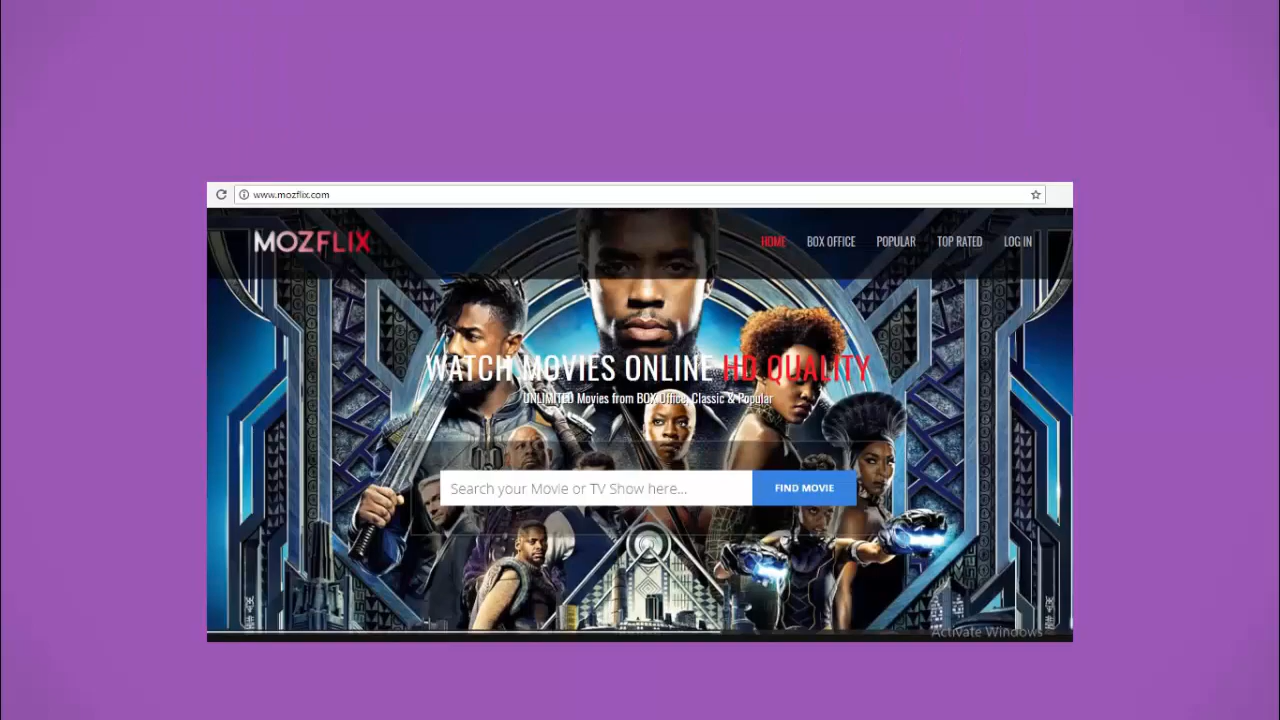 www.mozflix.com
MOZFLIX
HOME BOX OFFICE POPULAR TOP RATED LOG IN
WATCH MOVIES ONLINE HD QUALITY
UNLIMITED Movies from BOX Office, Classic & Popular
Search your Movie or TV Show here...
FIND MOVIE
Activate Windows